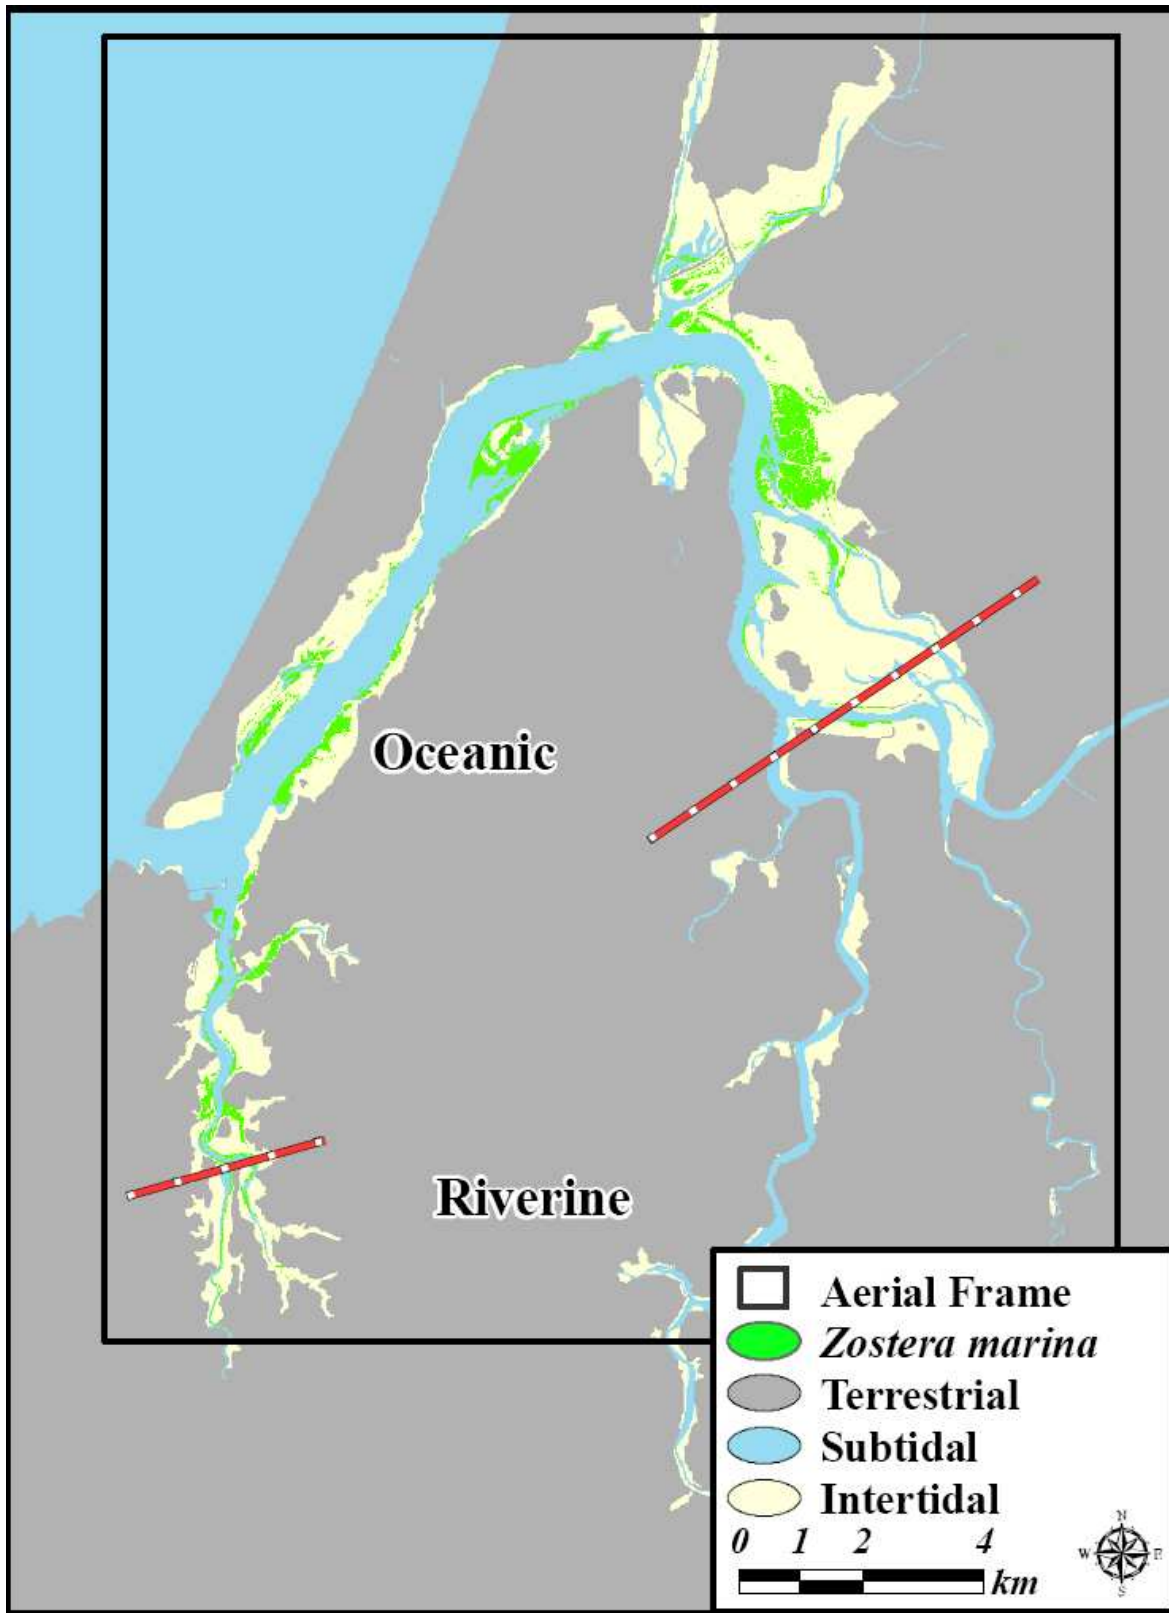 Oceanic
Riverine
Aerial Frame
Zostera marina
Terrestrial
Subtidal
Intertidal
0 1 2 4
km
N
W E
S